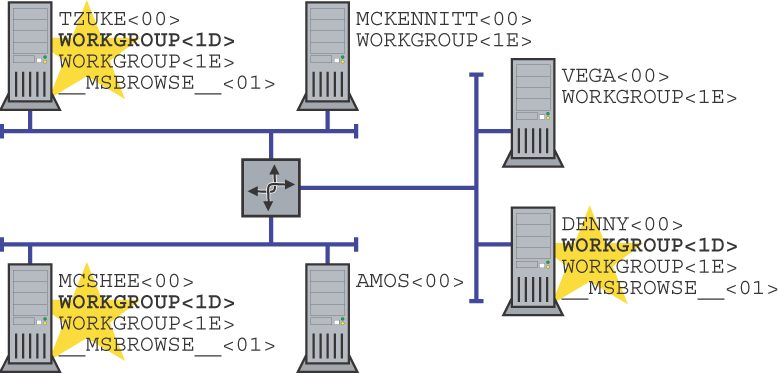 TZUKE<00>
WORKGROUP<1D>
WORKGROUP<1E>
__MSBROWSE__<01>
MCKENNITT<00>
WORKGROUP<1E>
VEGA<00>
WORKGROUP<1E>
DENNY<00>
WORKGROUP<1D>
WORKGROUP<1E>
__MSBROWSE__<01>
MCSHEE<00>
WORKGROUP<1D>
WORKGROUP<1E>
__MSBROWSE__<01>
AMOS<00>